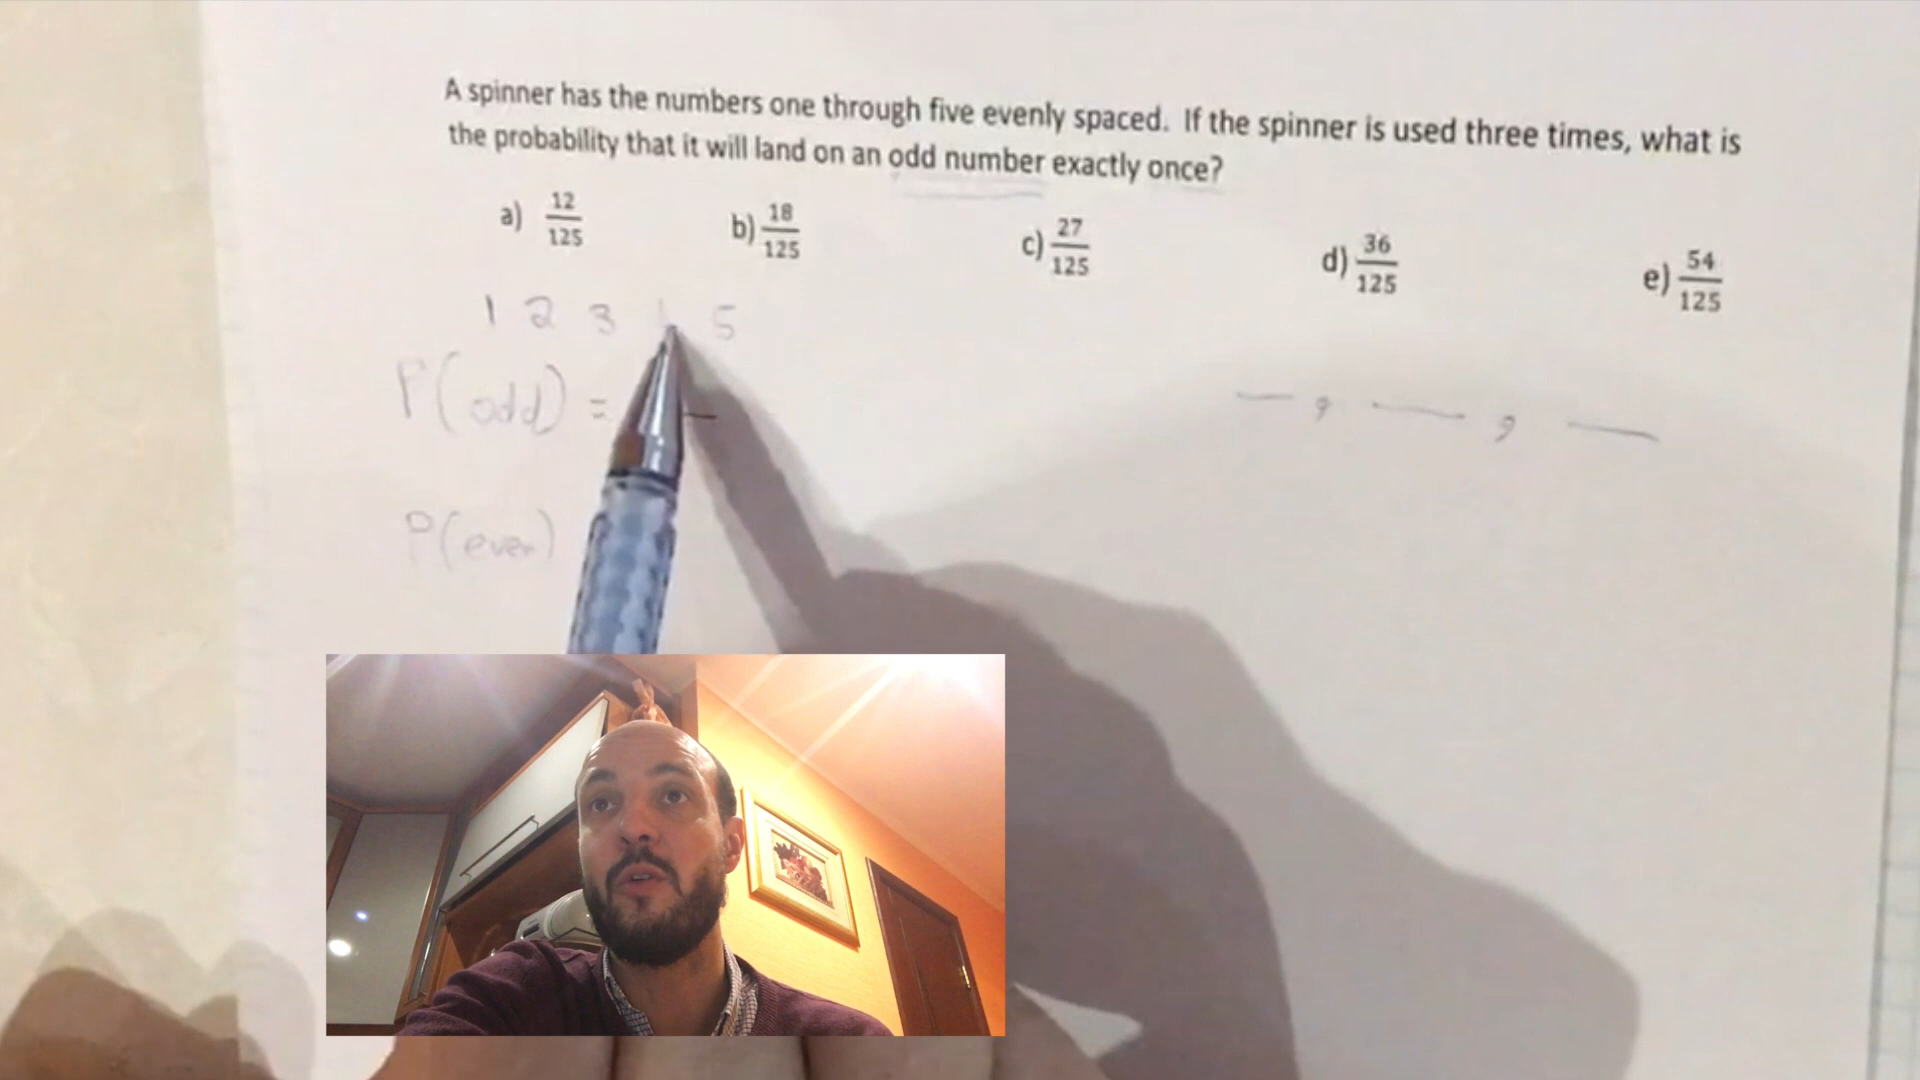 A spinner has the numbers one through five evenly spaced. If the spinner is used three times, what is
the probability that it will land on an odd number exactly once?
a) 12/125 b) 18/125 c) 27/125 d) 36/125 e) 54/125
1 2 3 5
P(odd) =
P(even)